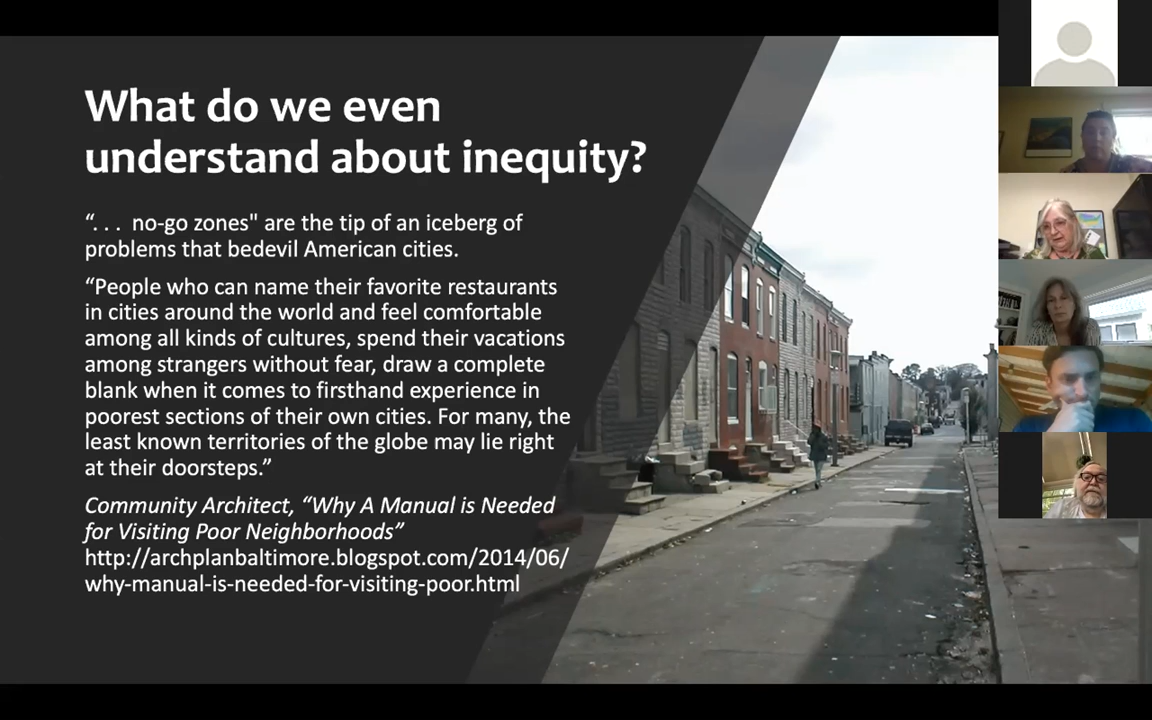 What do we even
understand about inequity?
“. . . no-go zones" are the tip of an iceberg of
problems that bedevil American cities.
“People who can name their favorite restaurants
in cities around the world and feel comfortable
among all kinds of cultures, spend their vacations
among strangers without fear, draw a complete
blank when it comes to firsthand experience in
poorest sections of their own cities. For many, the
least known territories of the globe may lie right
at their doorsteps.”
Community Architect, “Why A Manual is Needed
for Visiting Poor Neighborhoods”
http://archplanbaltimore.blogspot.com/2014/06/
why-manual-is-needed-for-visiting-poor.html